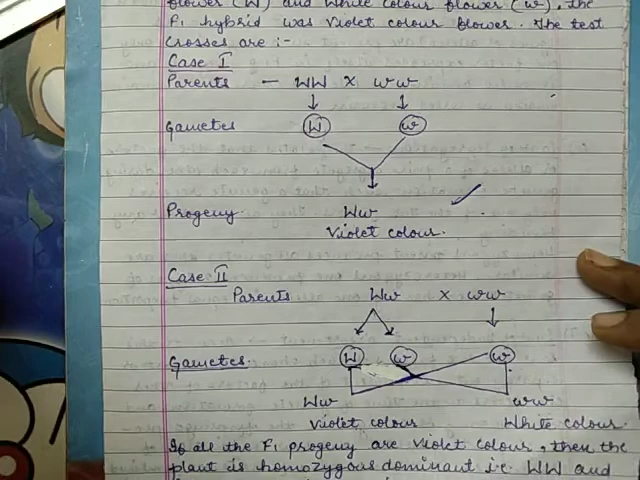 flower (W) and White colour flower (w), the
F1 hybrid was violet colour flower. The test
crosses are :-
Case I
Parents — WW x ww
Gametes W w
Progeny Ww
Violet colour.
Case II
Parents Ww x ww
Gametes. W w w
Ww ww
Violet colour White colour.
If all the F1 progeny are violet colour, then the
plant is homozygous dominant i.e. WW and